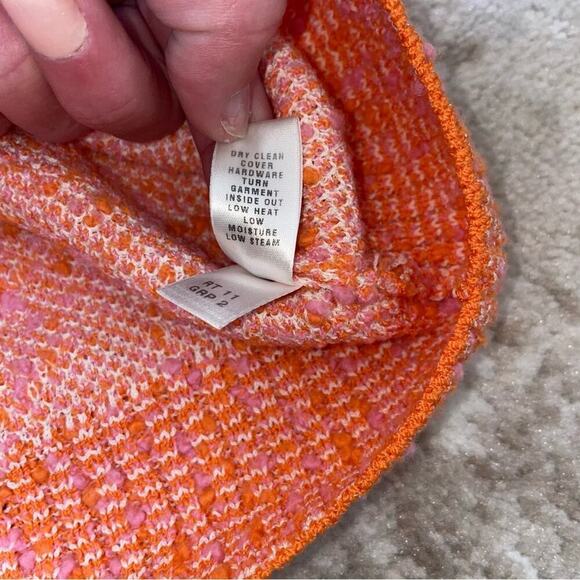 DRY CLEAN
COVER
HARDWARE
TURN
GARMENT
INSIDE OUT
LOW HEAT
LOW
MOISTURE
LOW STEAM
RT 11
GRP 2